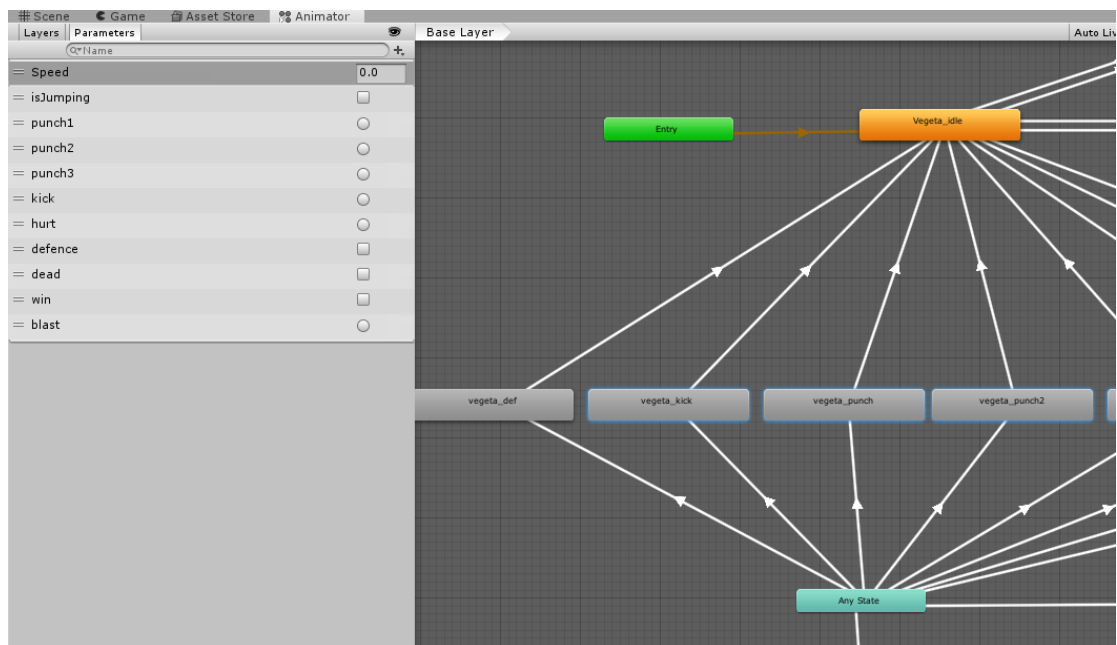 Scene Game Asset Store Animator
Layers Parameters Base Layer Auto Liv
Name
Speed 0.0
isJumping
punch1
punch2
punch3
kick
hurt
defence
dead
win
blast
Entry
Vegeta_idle
vegeta_def vegeta_kick vegeta_punch vegeta_punch2
Any State